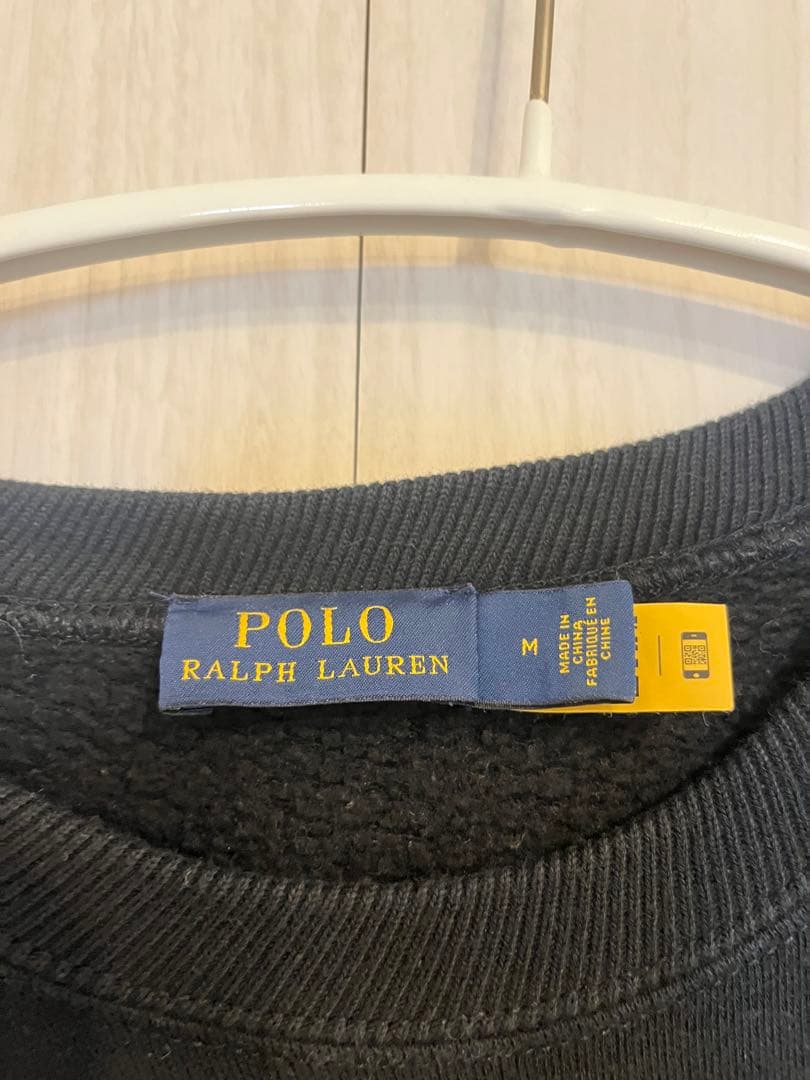 POLO
RALPH LAUREN
M
MADE IN
CHINA
FABRIQUÉ EN
CHINE